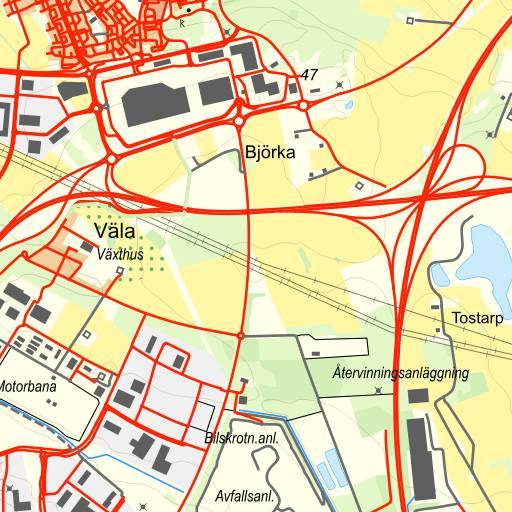 R
47
Björka
Väla
Växthus
Tostarp
Återvinningsanläggning
Motorbana
Bilskrotn.anl.
Avfallsanl.